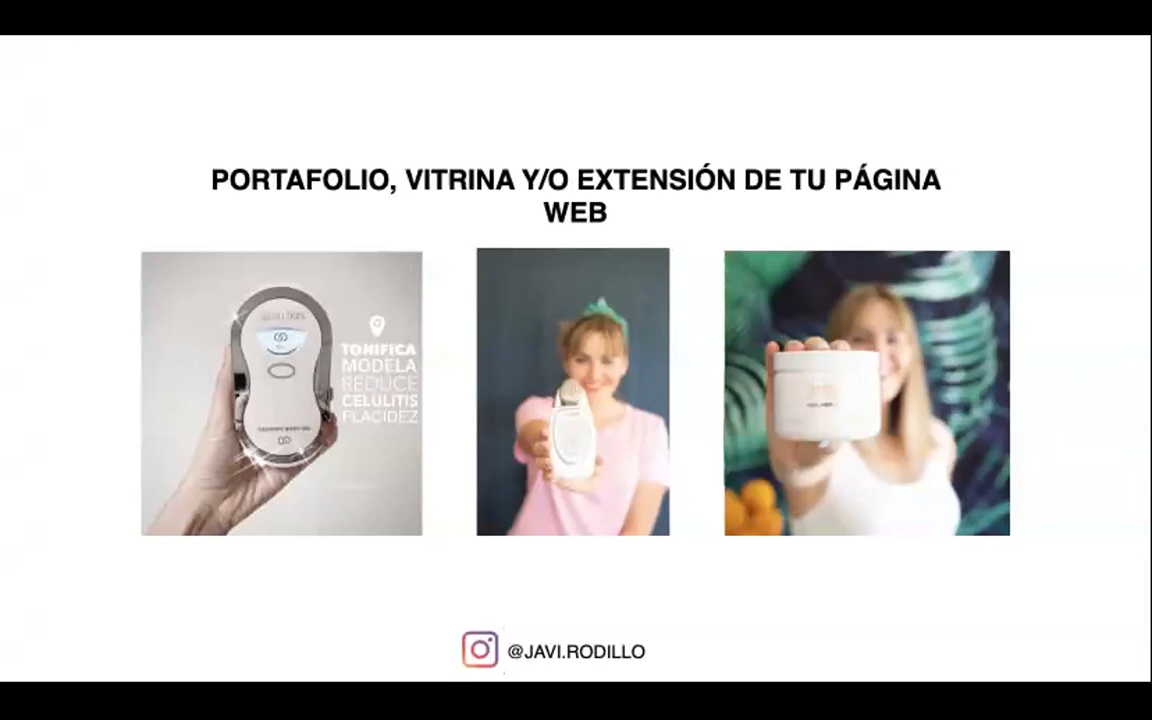 PORTAFOLIO, VITRINA Y/O EXTENSIÓN DE TU PÁGINA
WEB
TONIFICA
MODELA
REDUCE
CELULITIS
FLACIDEZ
@JAVI.RODILLO